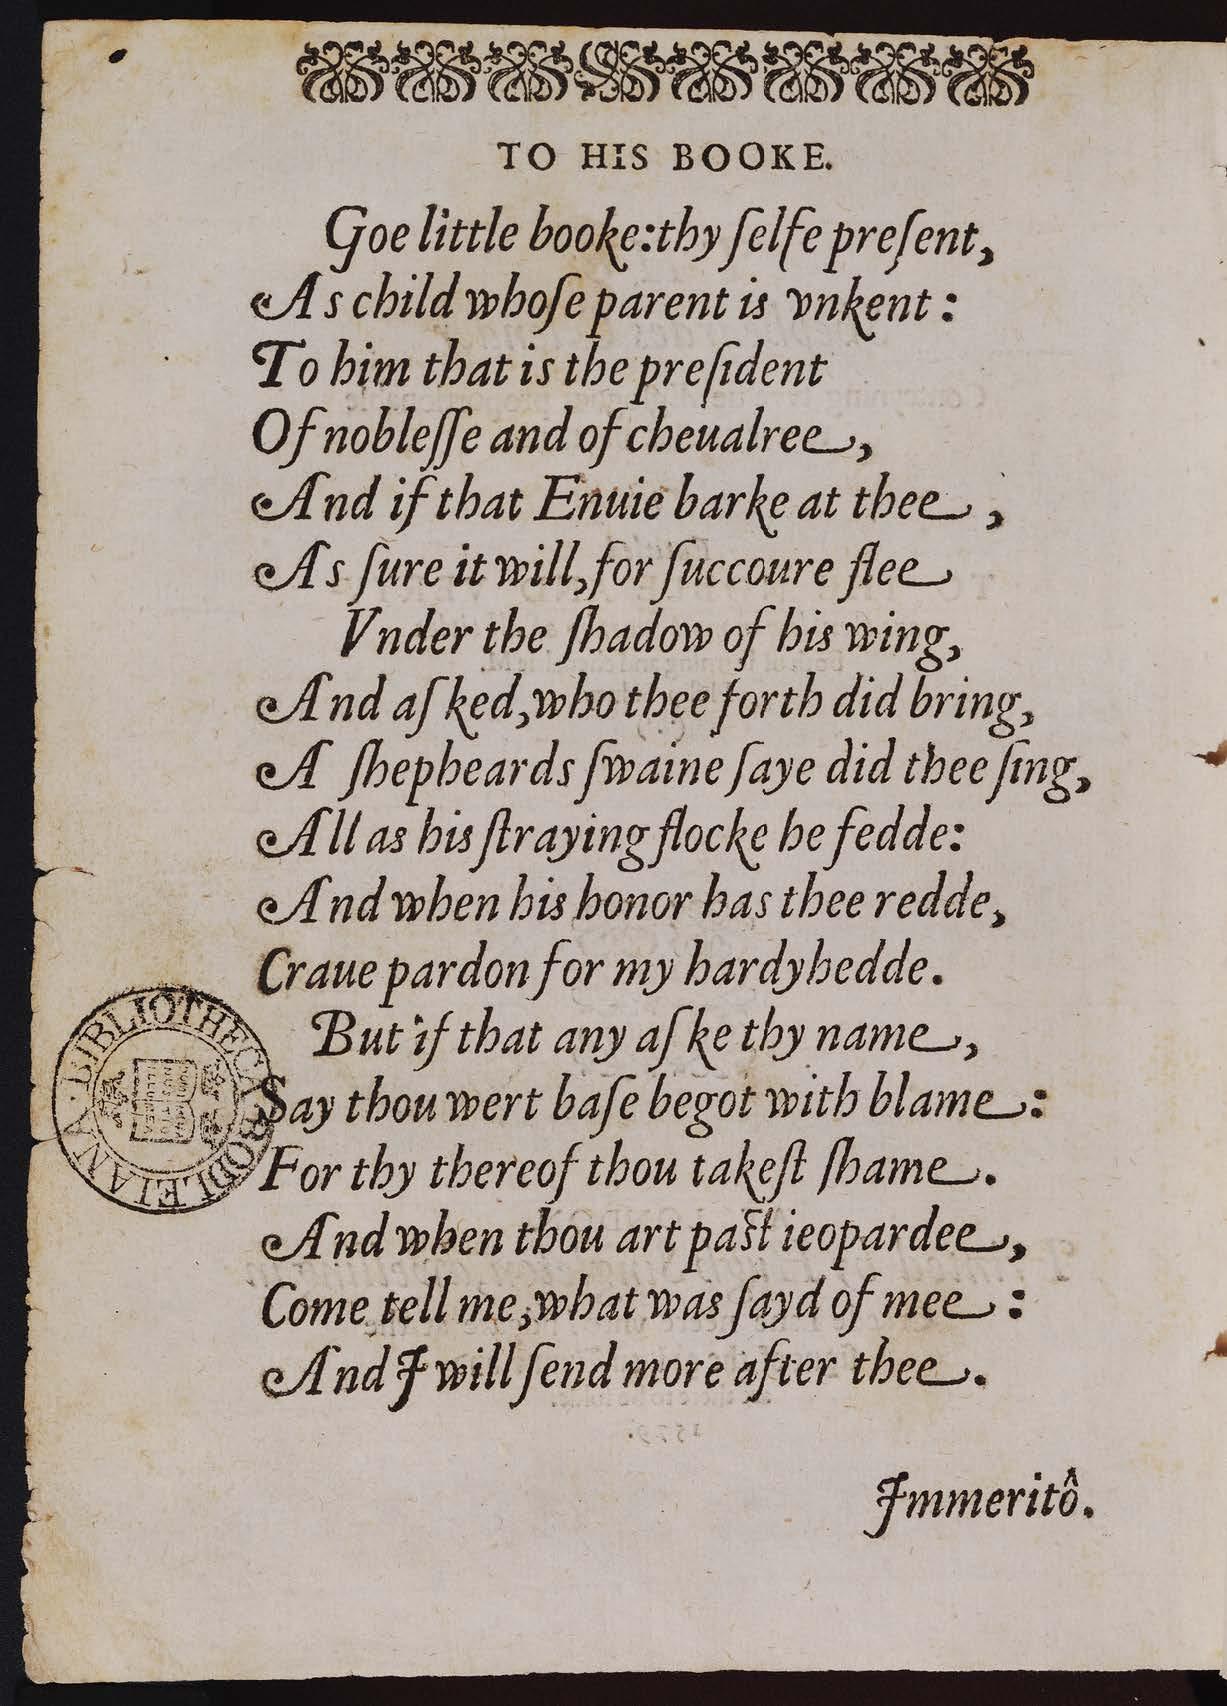 TO HIS BOOKE.
Goe little booke:thy ſelfe preſent,
As child whoſe parent is vnkent:
To him that is the preſident
Of nobleſſe and of cheualree,
And if that Enuie barke at thee,
As ſure it will,for ſuccoure flee
Vnder the ſhadow of his wing,
And aſked,who thee forth did bring,
A ſhepheards ſwaine ſaye did thee ſing,
All as his ſtraying flocke he fedde:
And when his honor has thee redde,
Craue pardon for my hardyhedde.
But if that any aſke thy name,
Say thou wert baſe begot with blame:
For thy thereof thou takeſt ſhame.
And when thou art paſt ieopardee,
Come tell me,what was ſayd of mee:
And I will ſend more after thee.
Immeritô.
BIBLIOTHECA BODLEIANA